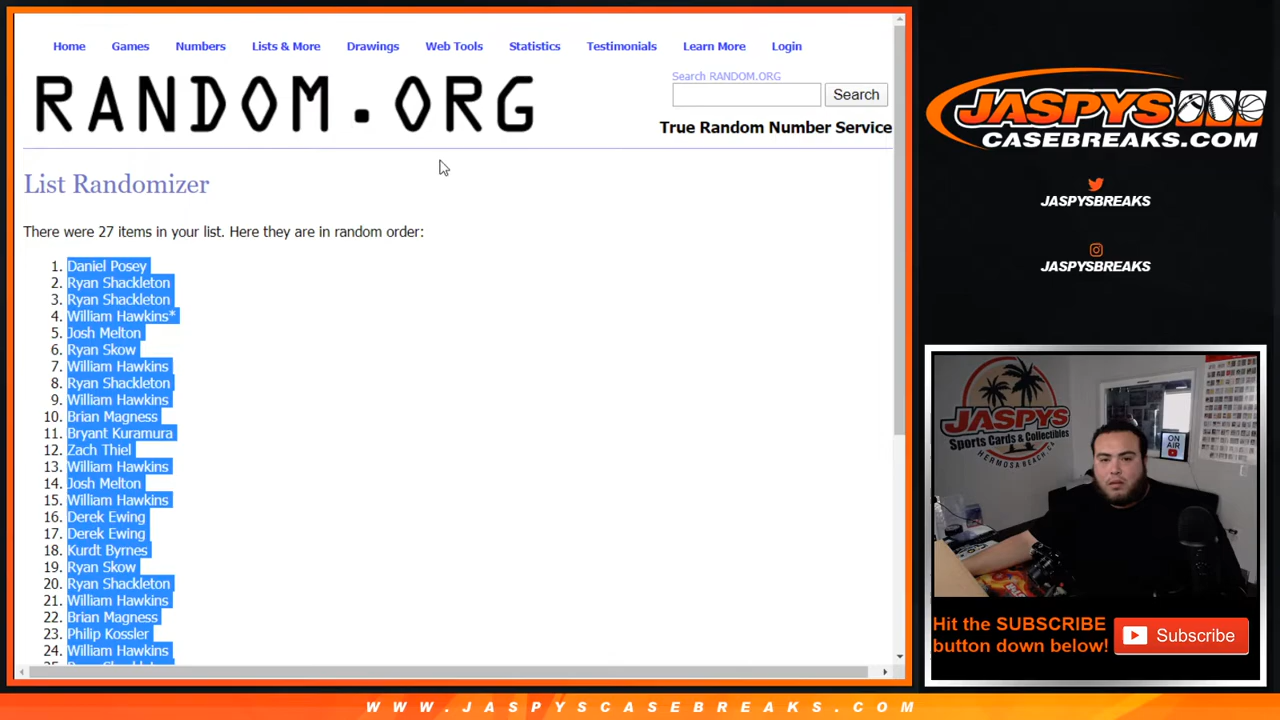 Home Games Numbers Lists & More Drawings Web Tools Statistics Testimonials Learn More Login
RANDOM.ORG
Search RANDOM.ORG
Search
True Random Number Service
List Randomizer
There were 27 items in your list. Here they are in random order:
1. Daniel Posey
2. Ryan Shackleton
3. Ryan Shackleton
4. William Hawkins*
5. Josh Melton
6. Ryan Skow
7. William Hawkins
8. Ryan Shackleton
9. William Hawkins
10. Brian Magness
11. Bryant Kuramura
12. Zach Thiel
13. William Hawkins
14. Josh Melton
15. William Hawkins
16. Derek Ewing
17. Derek Ewing
18. Kurdt Byrnes
19. Ryan Skow
20. Ryan Shackleton
21. William Hawkins
22. Brian Magness
23. Philip Kossler
24. William Hawkins
JASPYS
CASEBREAKS.COM
JASPYSBREAKS
JASPYSBREAKS
JASPYS
Sports Cards & Collectibles
HERMOSA BEACH, CA
ON
AIR
Hit the SUBSCRIBE
button down below!
Subscribe
WWW.JASPYSCASEBREAKS.COM